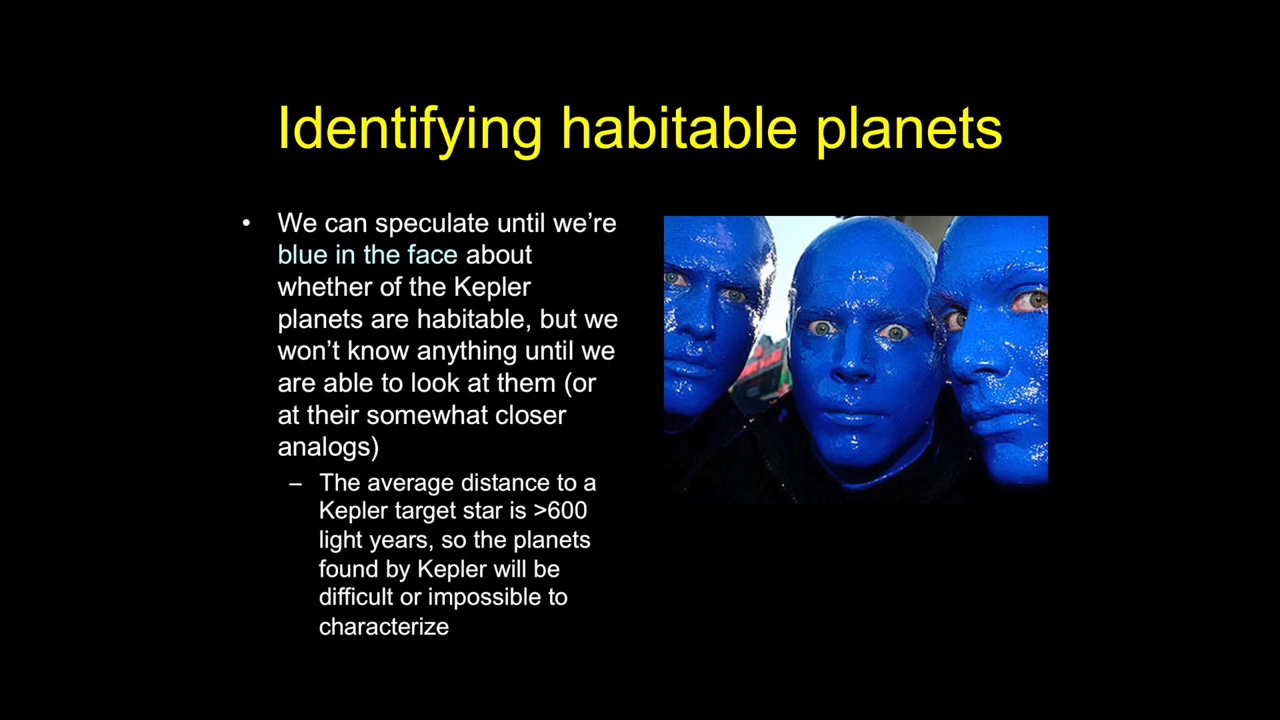 Identifying habitable planets
• We can speculate until we’re
blue in the face about
whether of the Kepler
planets are habitable, but we
won’t know anything until we
are able to look at them (or
at their somewhat closer
analogs)
– The average distance to a
Kepler target star is >600
light years, so the planets
found by Kepler will be
difficult or impossible to
characterize